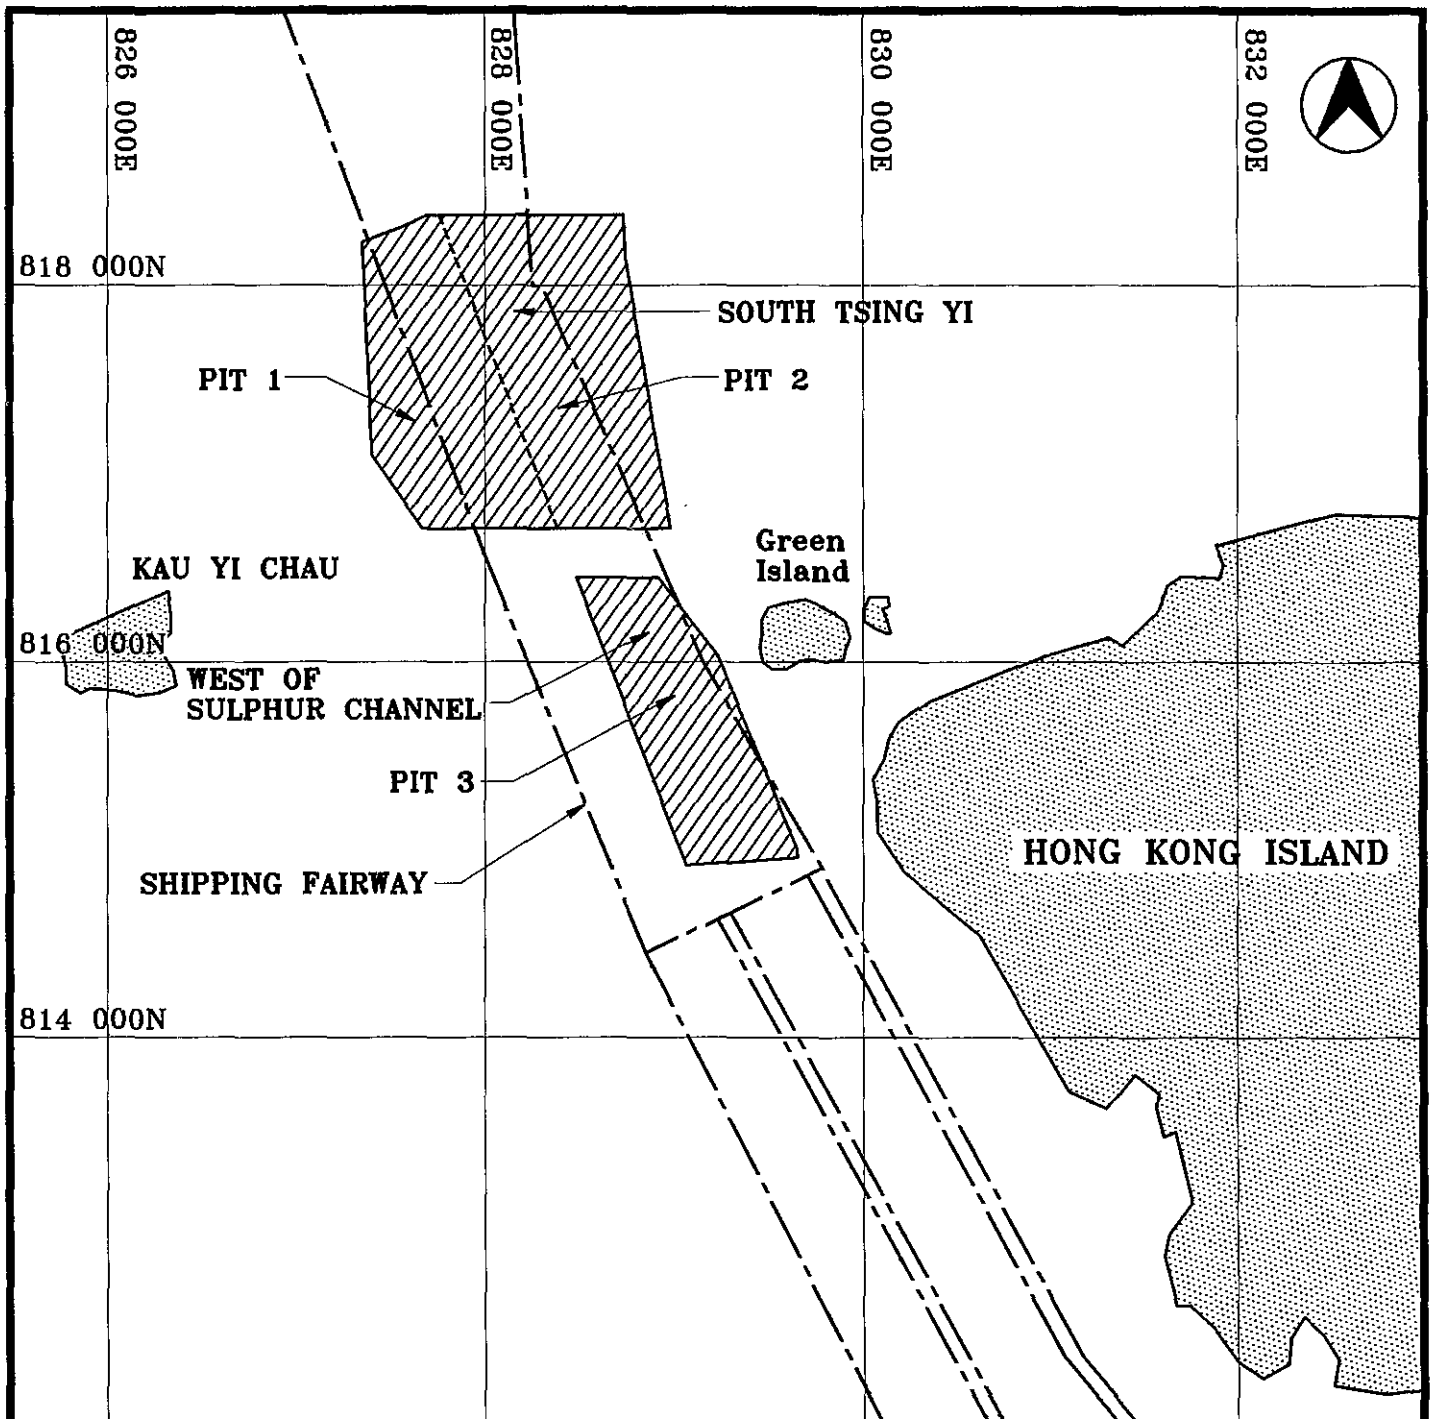 826 000E
828 000E
830 000E
832 000E
818 000N
SOUTH TSING YI
PIT 1
PIT 2
Green
Island
KAU YI CHAU
816 000N
WEST OF
SULPHUR CHANNEL
PIT 3
HONG KONG ISLAND
SHIPPING FAIRWAY
814 000N